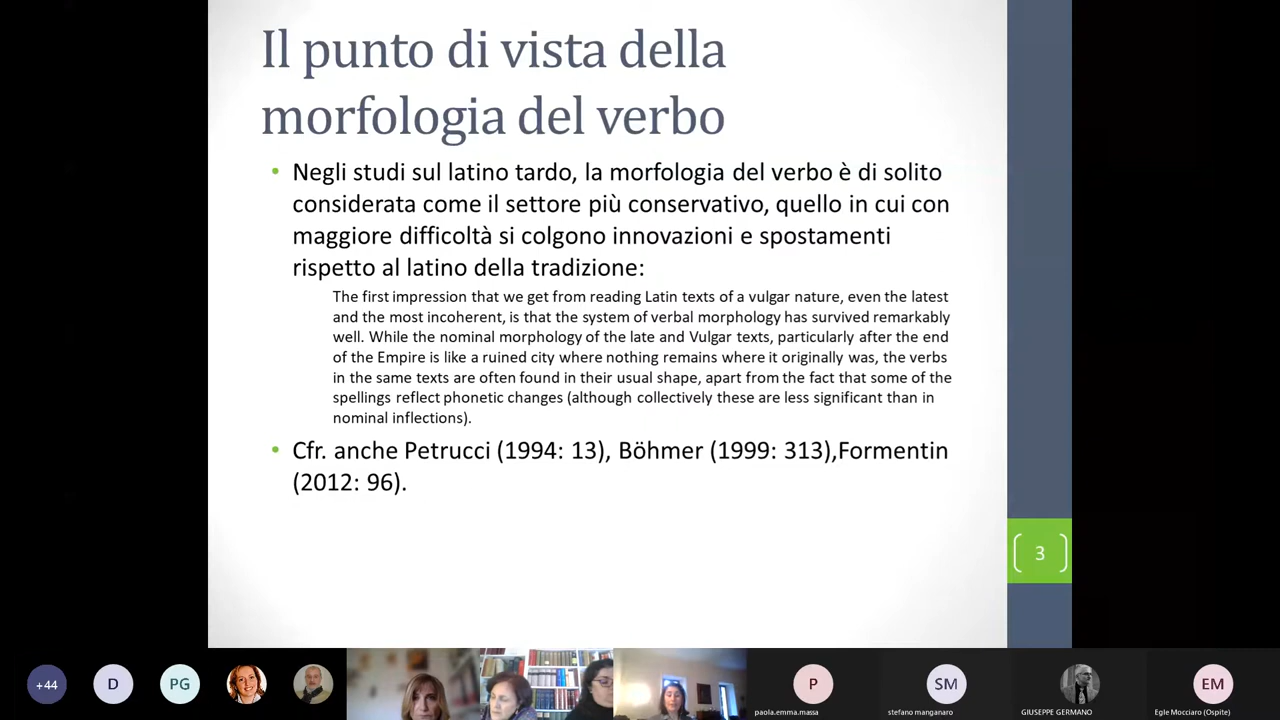 Il punto di vista della
morfologia del verbo
• Negli studi sul latino tardo, la morfologia del verbo è di solito
considerata come il settore più conservativo, quello in cui con
maggiore difficoltà si colgono innovazioni e spostamenti
rispetto al latino della tradizione:
The first impression that we get from reading Latin texts of a vulgar nature, even the latest
and the most incoherent, is that the system of verbal morphology has survived remarkably
well. While the nominal morphology of the late and Vulgar texts, particularly after the end
of the Empire is like a ruined city where nothing remains where it originally was, the verbs
in the same texts are often found in their usual shape, apart from the fact that some of the
spellings reflect phonetic changes (although collectively these are less significant than in
nominal inflections).
• Cfr. anche Petrucci (1994: 13), Böhmer (1999: 313),Formentin
(2012: 96).
3
+44
D
PG
P
SM
EM
paola.emma.massa
stefano manganaro
GIUSEPPE GERMANO
Egle Mocciaro (Ospite)